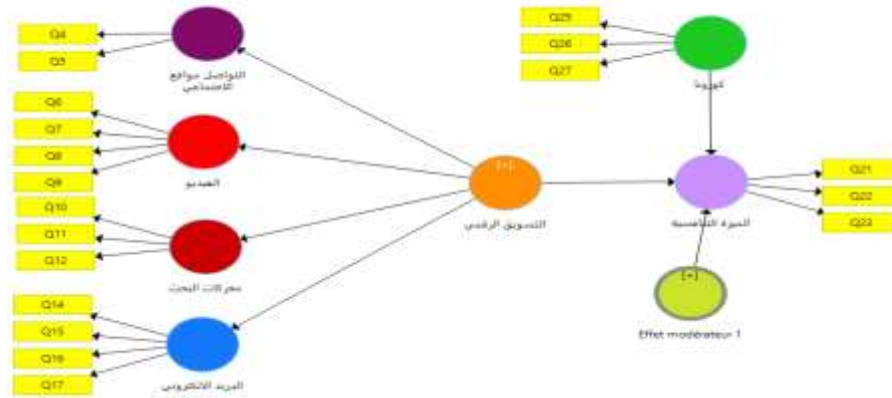 Q4
Q5
التواصل مواقع
الاجتماعي
Q6
Q7
Q8
Q9
الفيديو
Q10
Q11
Q12
محركات البحث
Q14
Q15
Q16
Q17
البريد الالكتروني
[+]
التسويق الرقمي
Q25
Q26
Q27
كورونا
الميزة التنافسية
Q21
Q22
Q23
[+]
Effet modérateur 1